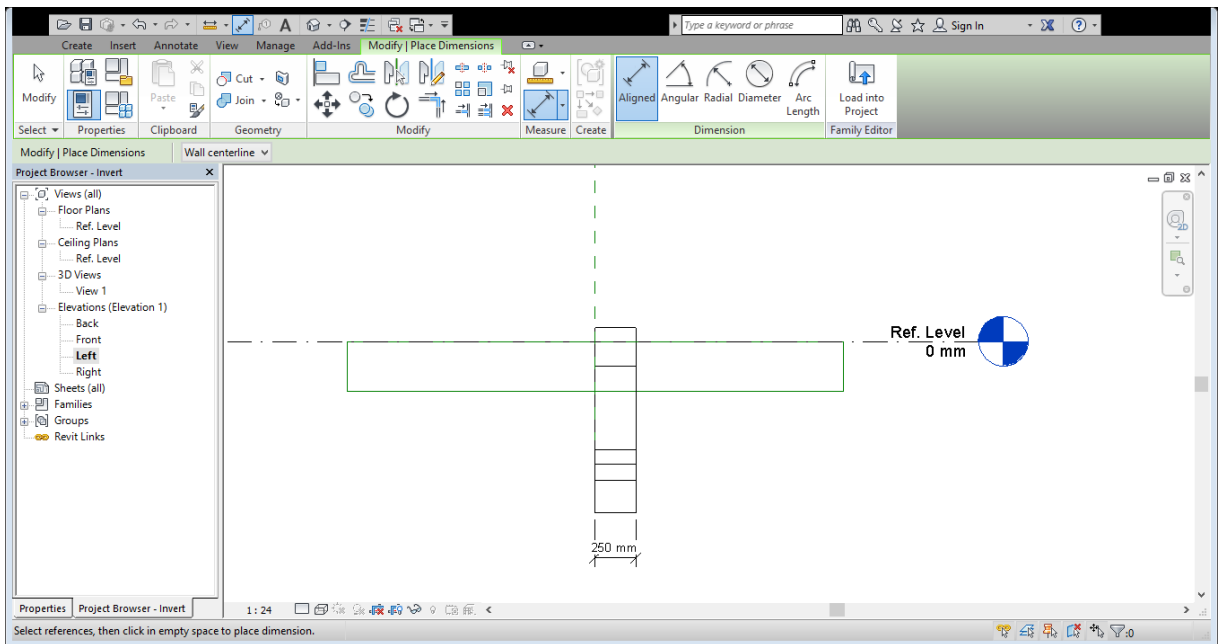 Type a keyword or phrase
Sign In
Create Insert Annotate View Manage Add-Ins Modify | Place Dimensions
Modify
Paste
Cut
Join
Aligned Angular Radial Diameter Arc Length
Load into Project
Select Properties Clipboard Geometry Modify Measure Create Dimension Family Editor
Modify | Place Dimensions Wall centerline
Project Browser - Invert
Views (all)
Floor Plans
Ref. Level
Ceiling Plans
Ref. Level
3D Views
View 1
Elevations (Elevation 1)
Back
Front
Left
Right
Sheets (all)
Families
Groups
Revit Links
2D
Ref. Level
0 mm
250 mm
Properties Project Browser - Invert
1 : 24
Select references, then click in empty space to place dimension.
:0